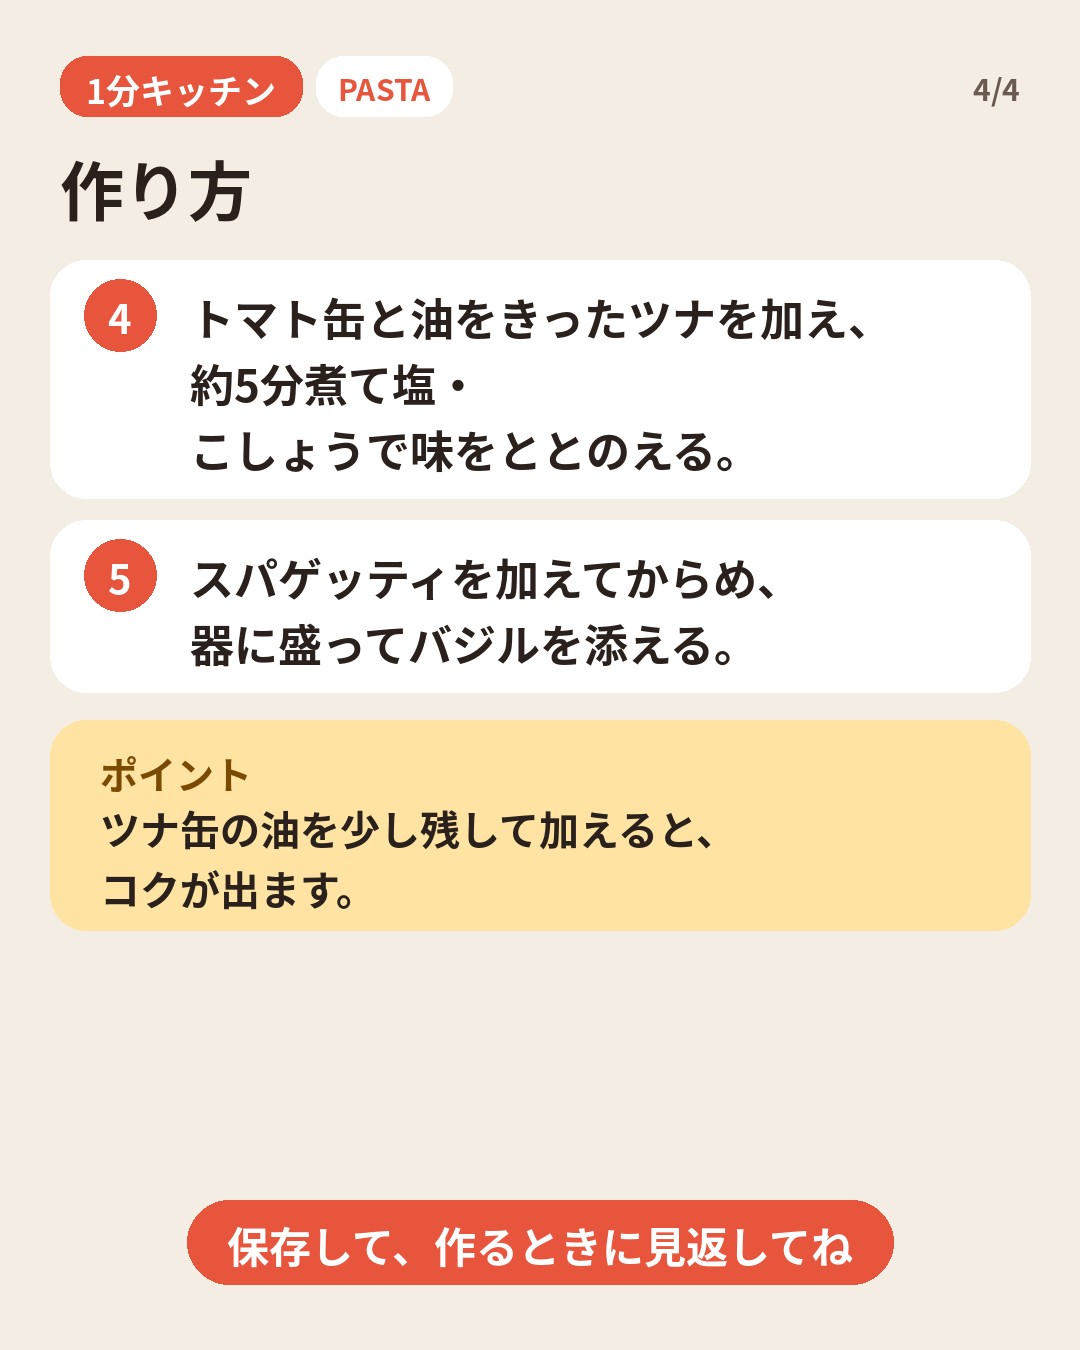 1分キッチン PASTA 4/4
作り方
4 トマト缶と油をきったツナを加え、
約5分煮て塩・
こしょうで味をととのえる。
5 スパゲッティを加えてからめ、
器に盛ってバジルを添える。
ポイント
ツナ缶の油を少し残して加えると、
コクが出ます。
保存して、作るときに見返してね